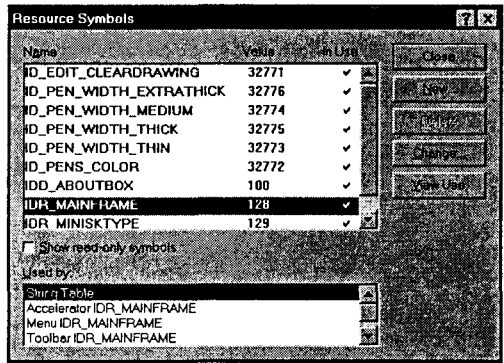 Resource Symbols
Name Value In Use
ID_EDIT_CLEARDRAWING 32771
ID_PEN_WIDTH_EXTRATHICK 32776
ID_PEN_WIDTH_MEDIUM 32774
ID_PEN_WIDTH_THICK 32775
ID_PEN_WIDTH_THIN 32773
ID_PENS_COLOR 32772
IDD_ABOUTBOX 100
IDR_MAINFRAME 128
IDR_MINISKTYPE 129
Close
New...
Change...
View Use
Show read-only symbols
Used by:
String Table
Accelerator IDR_MAINFRAME
Menu IDR_MAINFRAME
Toolbar IDR_MAINFRAME